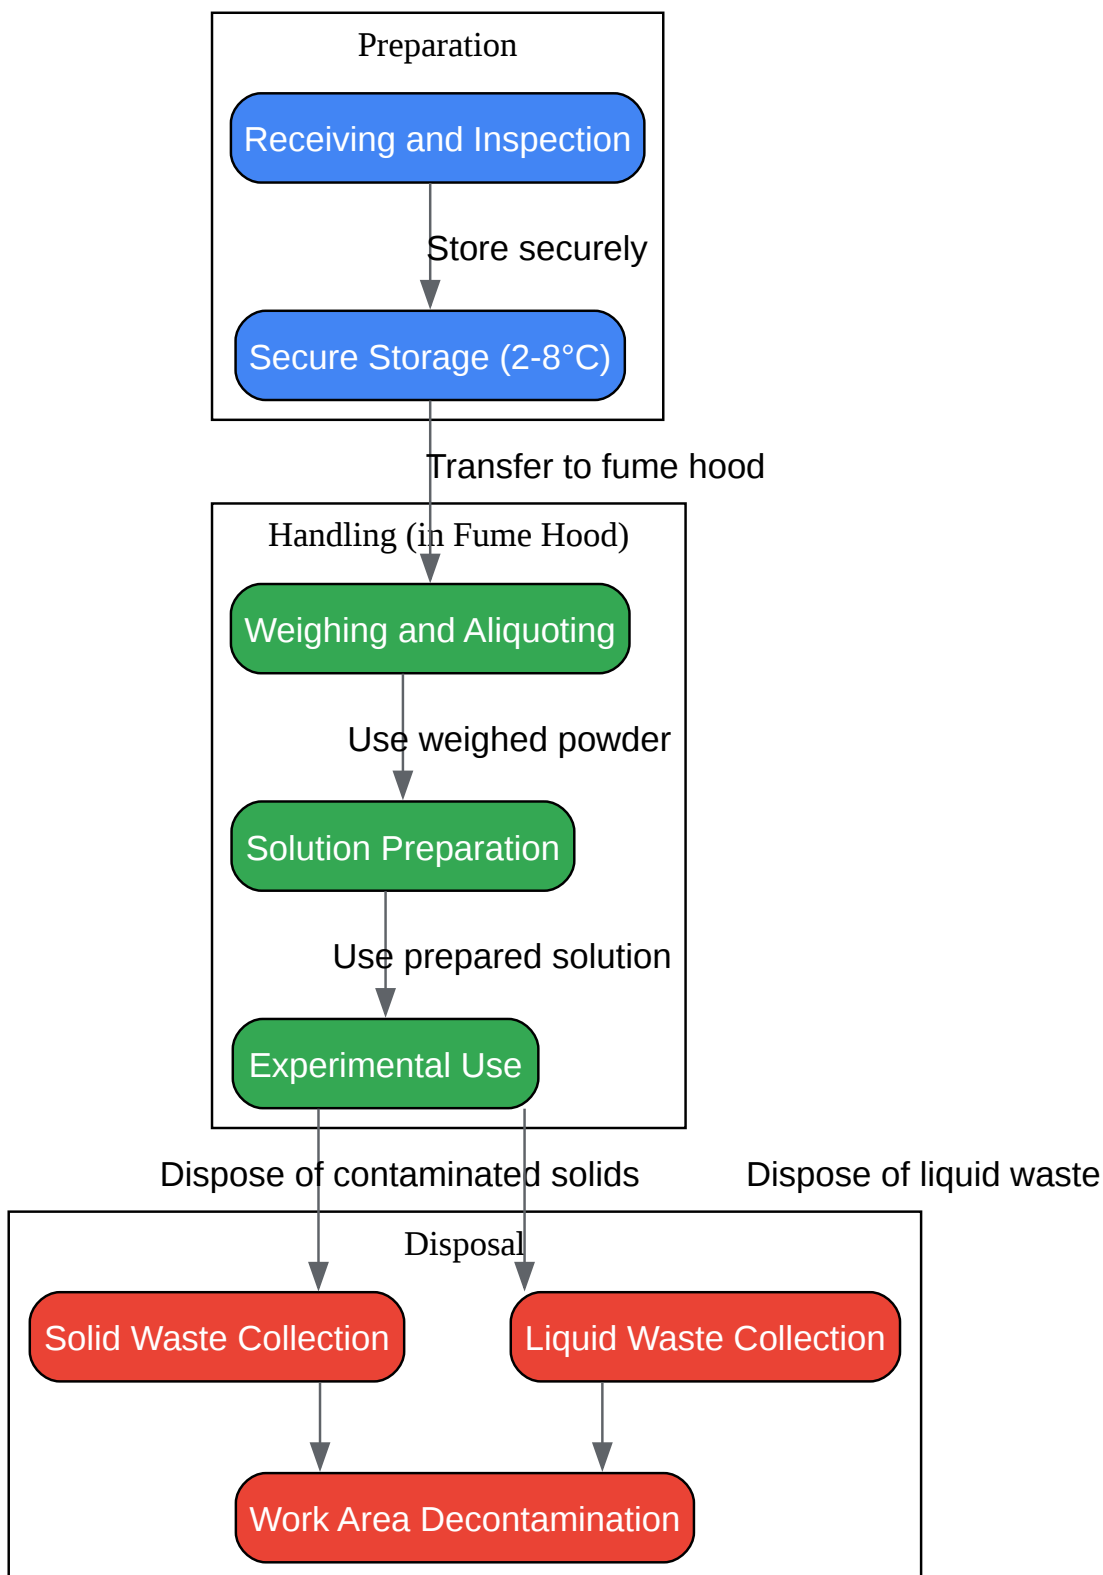 Preparation
Receiving and Inspection
Store securely
Secure Storage (2-8°C)
Transfer to fume hood
Handling (in Fume Hood)
Weighing and Aliquoting
Use weighed powder
Solution Preparation
Use prepared solution
Experimental Use
Dispose of contaminated solids
Dispose of liquid waste
Disposal
Solid Waste Collection
Liquid Waste Collection
Work Area Decontamination